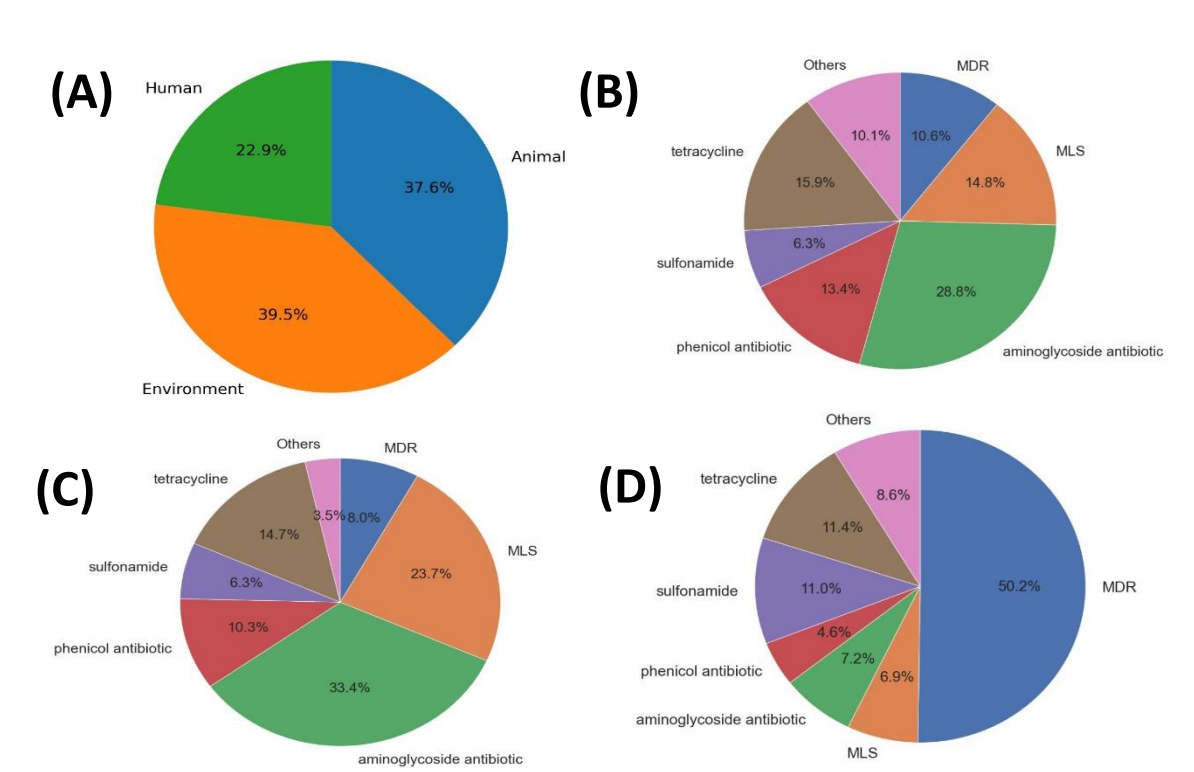 (A)
Human
22.9%
Animal
37.6%
39.5%
Environment
(B)
Others
MDR
10.1%
10.6%
tetracycline
MLS
15.9%
14.8%
sulfonamide
6.3%
13.4%
28.8%
phenicol antibiotic
aminoglycoside antibiotic
(C)
Others
MDR
tetracycline
3.5%
8.0%
14.7%
MLS
sulfonamide
6.3%
23.7%
10.3%
phenicol antibiotic
33.4%
aminoglycoside antibiotic
(D)
Others
tetracycline
8.6%
11.4%
sulfonamide
11.0%
50.2%
MDR
4.6%
phenicol antibiotic
7.2%
6.9%
aminoglycoside antibiotic
MLS